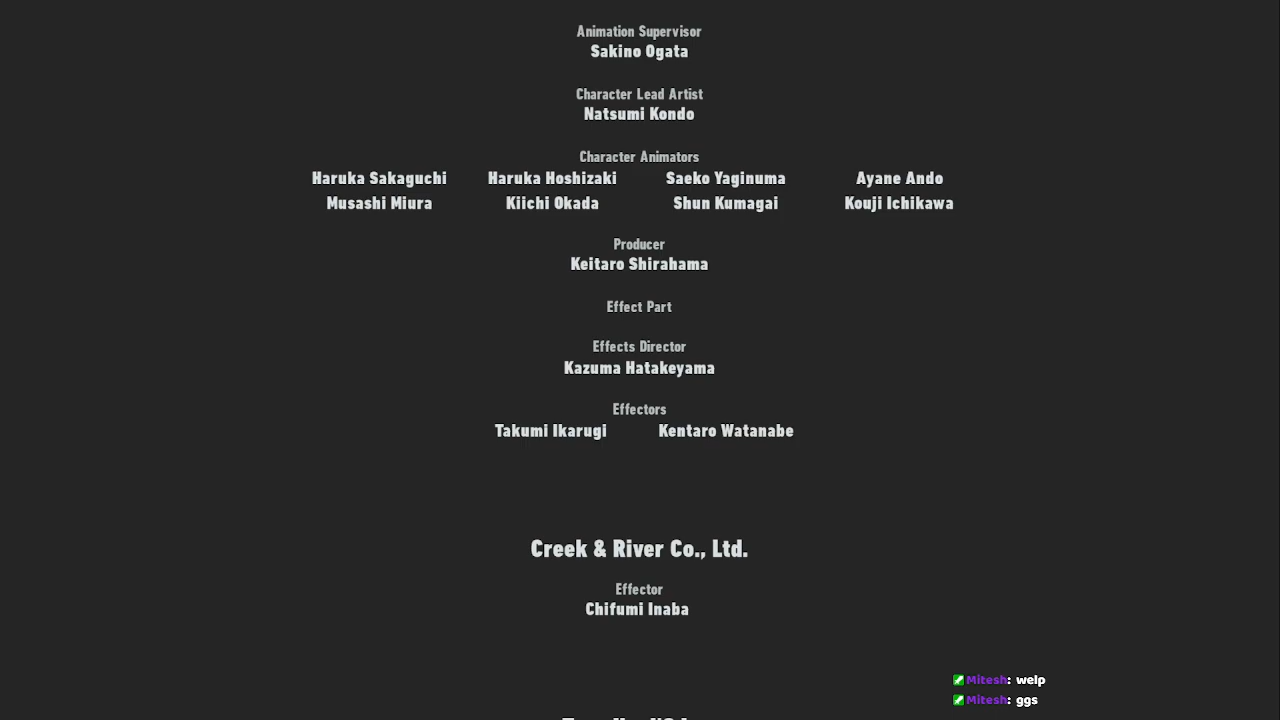 Animation Supervisor
Sakino Ogata
Character Lead Artist
Natsumi Kondo
Character Animators
Haruka Sakaguchi Haruka Hoshizaki Saeko Yaginuma Ayane Ando
Musashi Miura Kiichi Okada Shun Kumagai Kouji Ichikawa
Producer
Keitaro Shirahama
Effect Part
Effects Director
Kazuma Hatakeyama
Effectors
Takumi Ikarugi Kentaro Watanabe
Creek & River Co., Ltd.
Effector
Chifumi Inaba
Mitesh: welp
Mitesh: ggs